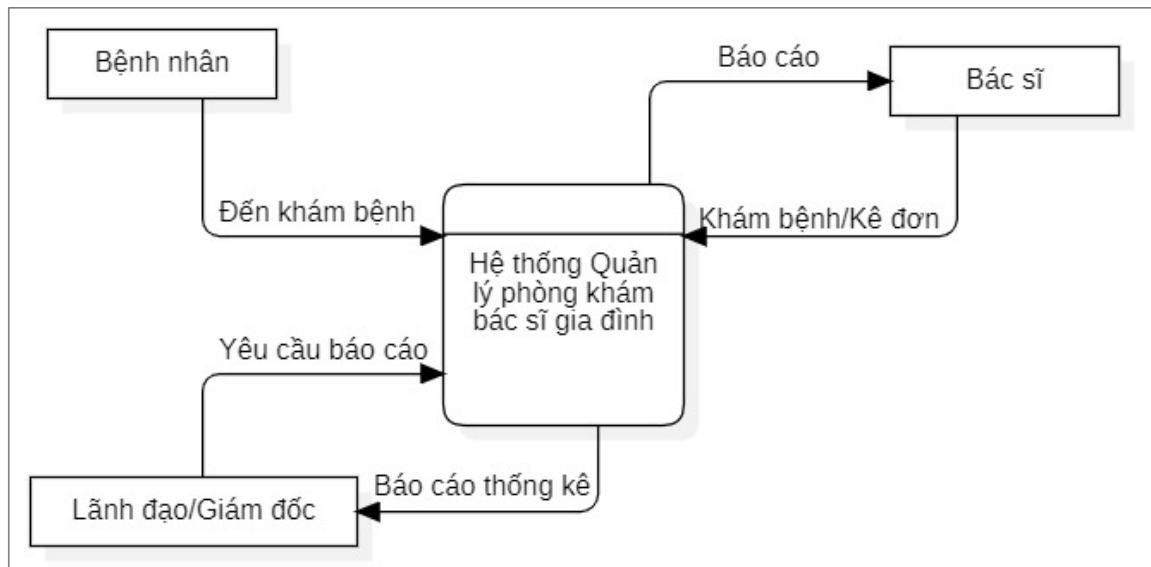 Bệnh nhân
Báo cáo
Bác sĩ
Đến khám bệnh
Khám bệnh/Kê đơn
Hệ thống Quản
lý phòng khám
bác sĩ gia đình
Yêu cầu báo cáo
Báo cáo thống kê
Lãnh đạo/Giám đốc